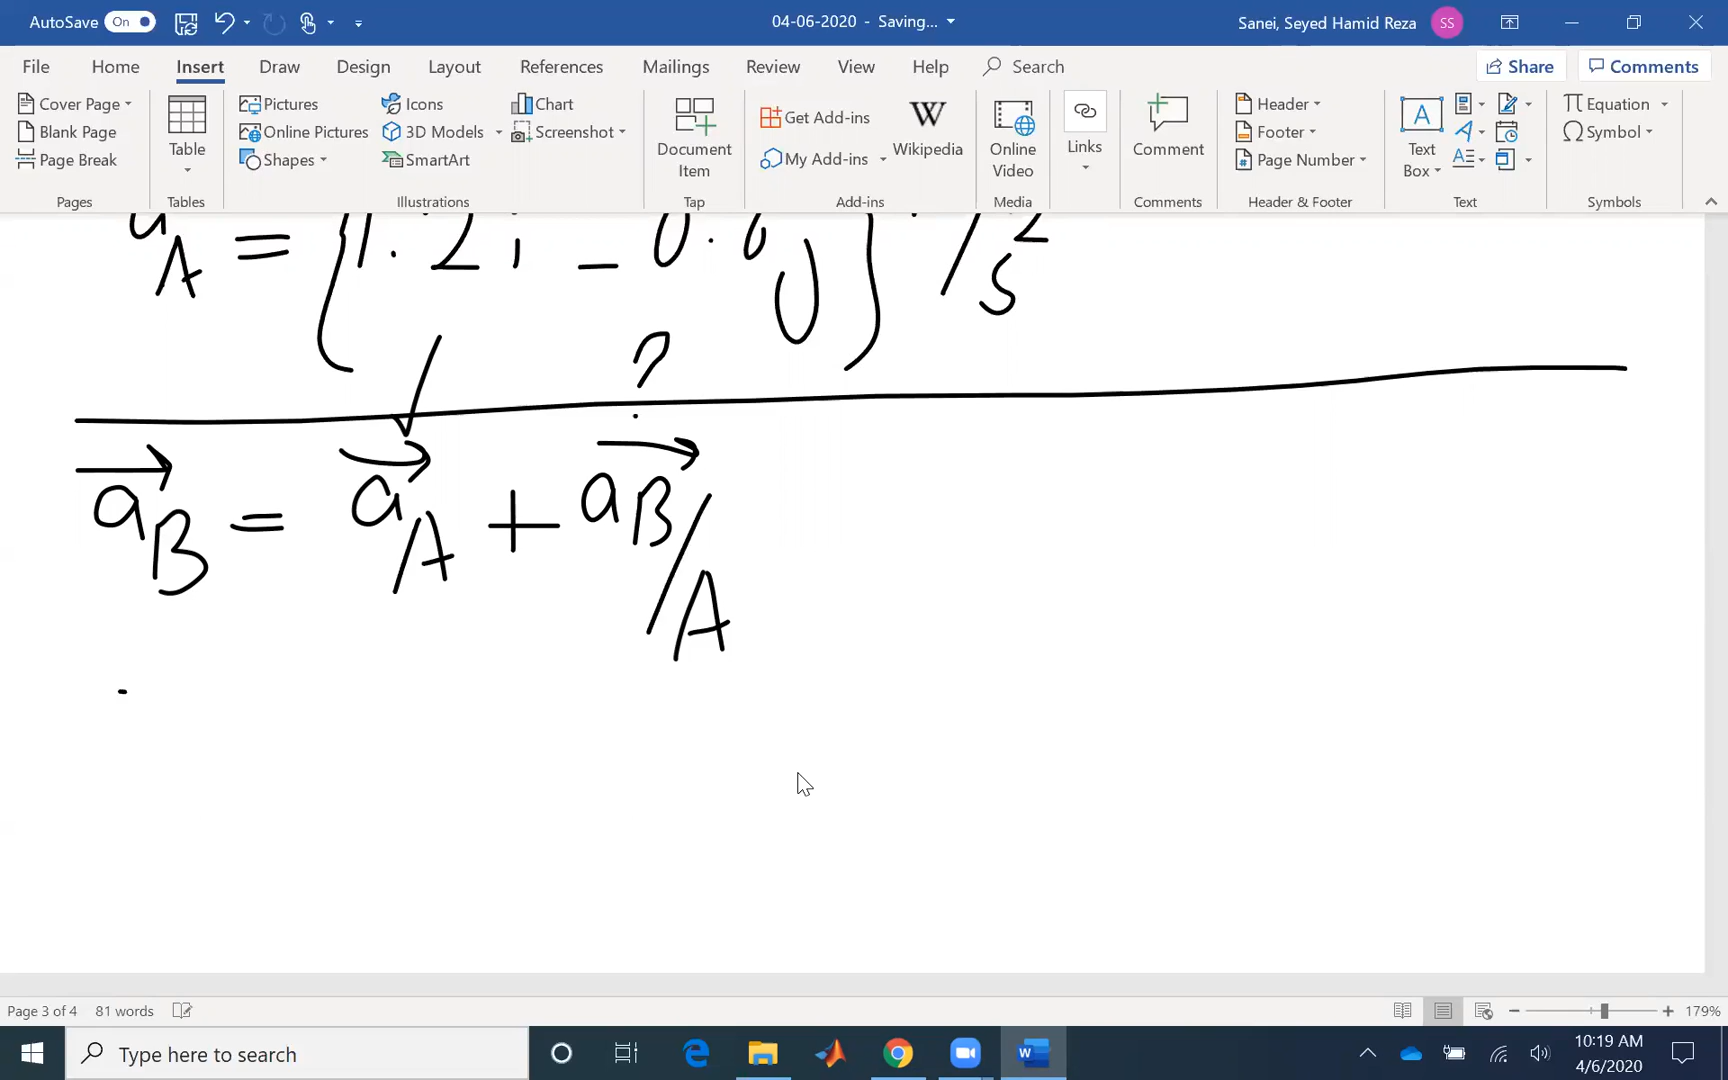 AutoSave On 04-06-2020 - Saving... Sanei, Seyed Hamid Reza SS
File Home Insert Draw Design Layout References Mailings Review View Help Search Share Comments
Cover Page
Blank Page
Page Break
Pages
Table
Tables
Pictures
Online Pictures
Shapes
Icons
3D Models
SmartArt
Chart
Screenshot
Illustrations
Document
Item
Tap
Get Add-ins
My Add-ins
W
Wikipedia
Add-ins
Online
Video
Media
Links
Comment
Comments
Header
Footer
Page Number
Header & Footer
A
Text
Box
Text
π Equation
Ω Symbol
Symbols
a A = { 1.2i - 0.6j } /s2
?
a B = a A + a B/A
Page 3 of 4 81 words 179%
Type here to search
10:19 AM
4/6/2020